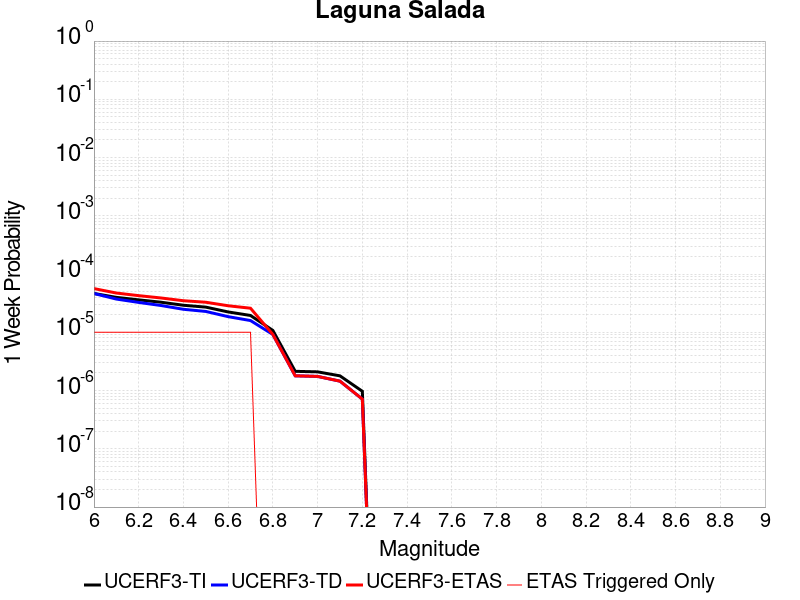 Laguna Salada
10^0
10^-1
10^-2
10^-3
10^-4
10^-5
10^-6
10^-7
10^-8
1 Week Probability
6 6.2 6.4 6.6 6.8 7 7.2 7.4 7.6 7.8 8 8.2 8.4 8.6 8.8 9
Magnitude
UCERF3-TI UCERF3-TD UCERF3-ETAS ETAS Triggered Only